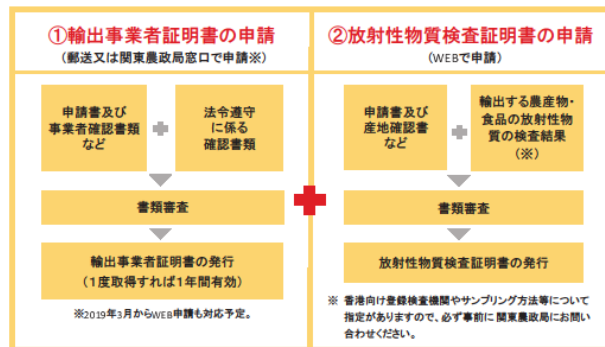 ①輸出事業者証明書の申請
(郵送又は関東農政局窓口で申請※)
申請書及び
事業者確認書類
など
法令遵守
に係る
確認書類
書類審査
輸出事業者証明書の発行
(1度取得すれば1年間有効)
※2019年3月からWEB申請も対応予定。
②放射性物質検査証明書の申請
(WEBで申請)
申請書及び
産地確認書
など
輸出する農産物・
食品の放射性物
質の検査結果
(※)
書類審査
放射性物質検査証明書の発行
※ 香港向け登録検査機関やサンプリング方法等について
指定がありますので、必ず事前に関東農政局にお問い
合わせください。